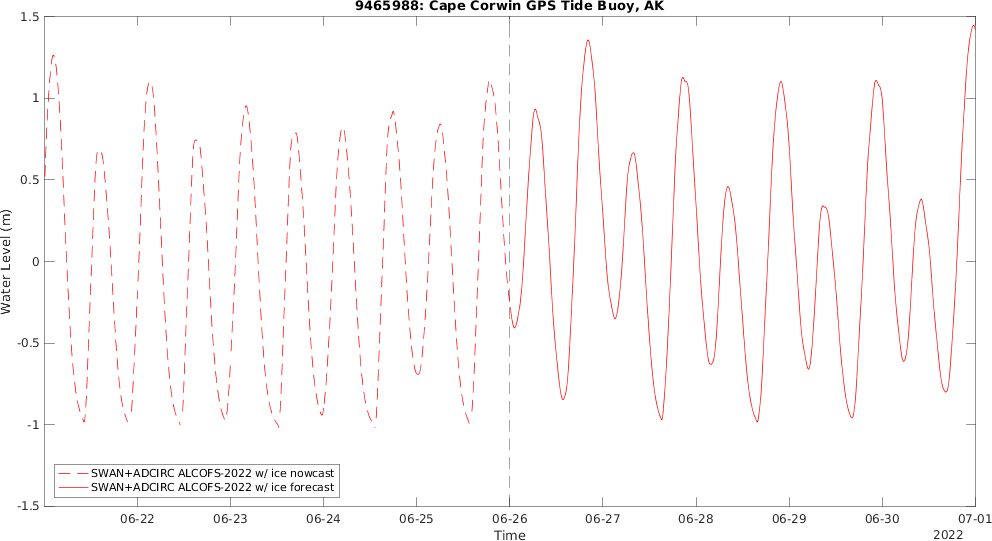 9465988: Cape Corwin GPS Tide Buoy, AK
1.5
1
0.5
0
-0.5
-1
-1.5
Water Level (m)
SWAN+ADCIRC ALCOFS-2022 w/ ice nowcast
SWAN+ADCIRC ALCOFS-2022 w/ ice forecast
06-22 06-23 06-24 06-25 06-26 06-27 06-28 06-29 06-30 07-01
Time
2022